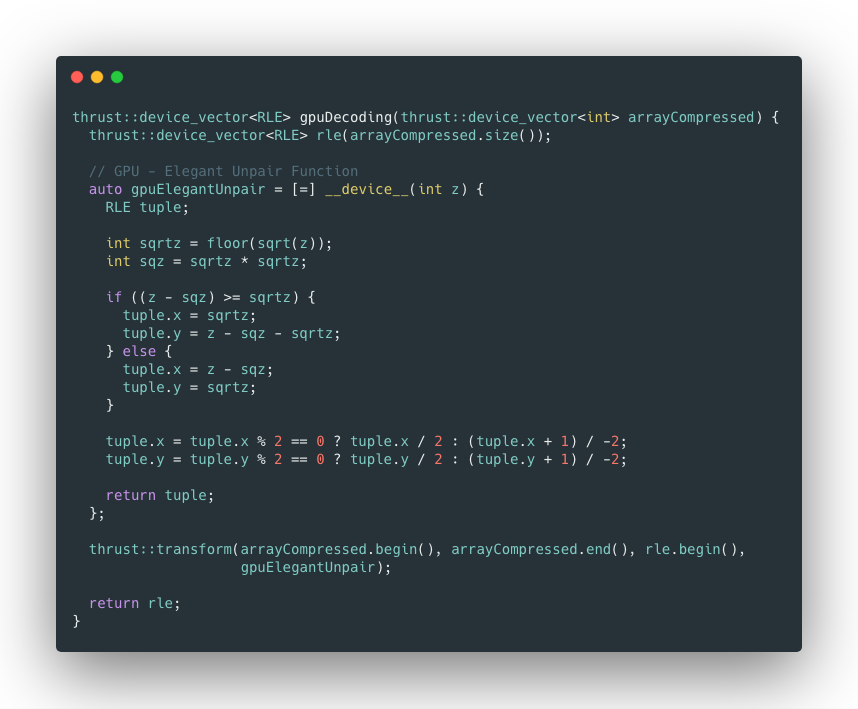 thrust::device_vector<RLE> gpuDecoding(thrust::device_vector<int> arrayCompressed) {
  thrust::device_vector<RLE> rle(arrayCompressed.size());

  // GPU - Elegant Unpair Function
  auto gpuElegantUnpair = [=] __device__(int z) {
    RLE tuple;

    int sqrtz = floor(sqrt(z));
    int sqz = sqrtz * sqrtz;

    if ((z - sqz) >= sqrtz) {
      tuple.x = sqrtz;
      tuple.y = z - sqz - sqrtz;
    } else {
      tuple.x = z - sqz;
      tuple.y = sqrtz;
    }

    tuple.x = tuple.x % 2 == 0 ? tuple.x / 2 : (tuple.x + 1) / -2;
    tuple.y = tuple.y % 2 == 0 ? tuple.y / 2 : (tuple.y + 1) / -2;

    return tuple;
  };

  thrust::transform(arrayCompressed.begin(), arrayCompressed.end(), rle.begin(),
                    gpuElegantUnpair);

  return rle;
}